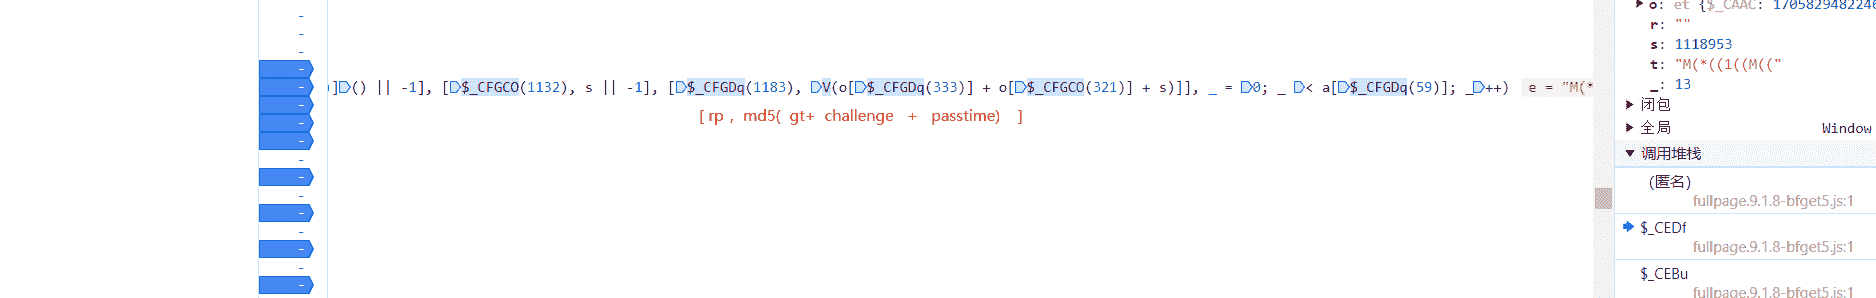 o: et {$_CAAC: 1705829482246
r: ""
s: 1118953
t: "M(*((1((M(("
_: 13
]() || -1], [$_CFGCO(1132), s || -1], [$_CFGDq(1183), V(o[$_CFGDq(333)] + o[$_CFGCO(321)] + s)]], _ = 0; _ < a[$_CFGDq(59)]; _++) e = "M(*
[ rp , md5( gt+ challenge + passtime) ]
闭包
全局 Window
调用堆栈
(匿名)
fullpage.9.1.8-bfget5.js:1
$_CEDf
fullpage.9.1.8-bfget5.js:1
$_CEBu
fullpage.9.1.8-bfget5.js:1